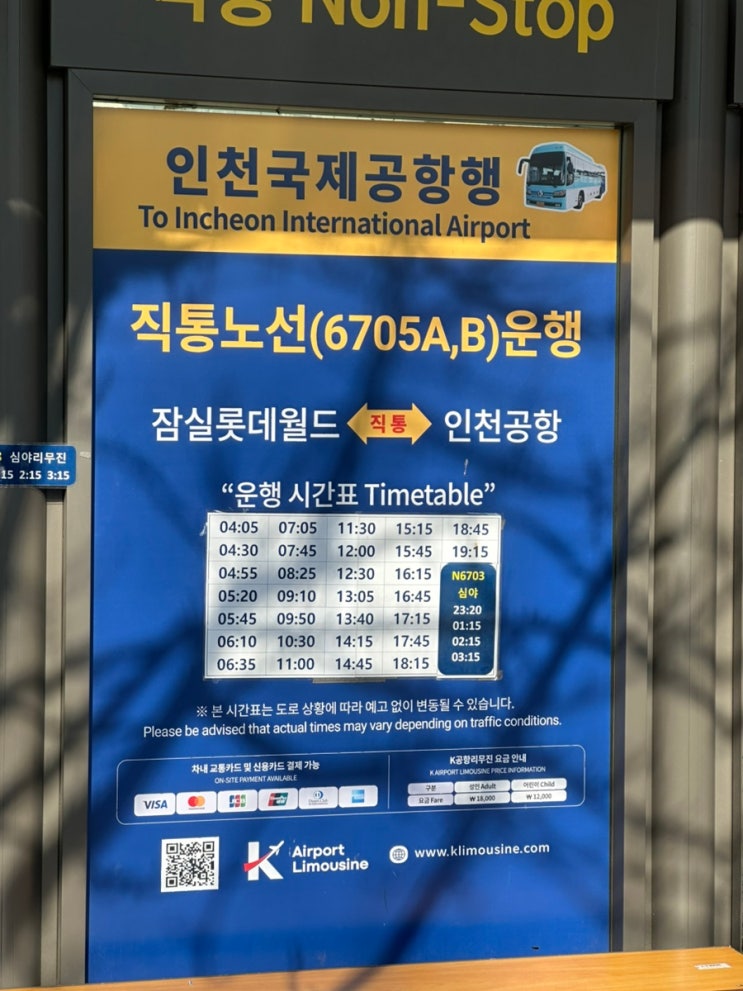 Non-Stop
인천국제공항행
To Incheon International Airport
직통노선(6705A,B)운행
잠실롯데월드 직통 인천공항
심야리무진
15 2:15 3:15
“운행 시간표 Timetable”
04:05 07:05 11:30 15:15 18:45
04:30 07:45 12:00 15:45 19:15
04:55 08:25 12:30 16:15
05:20 09:10 13:05 16:45
05:45 09:50 13:40 17:15
06:10 10:30 14:15 17:45
06:35 11:00 14:45 18:15
N6703
심야
23:20
01:15
02:15
03:15
※ 본 시간표는 도로 상황에 따라 예고 없이 변동될 수 있습니다.
Please be advised that actual times may vary depending on traffic conditions.
차내 교통카드 및 신용카드 결제 가능
ON-SITE PAYMENT AVAILABLE
VISA mastercard JCB UnionPay Diners Club
K공항리무진 요금 안내
K AIRPORT LIMOUSINE PRICE INFORMATION
구분 성인 Adult 어린이 Child
요금 Fare ₩ 18,000 ₩ 12,000
K Airport
Limousine
www.klimousine.com